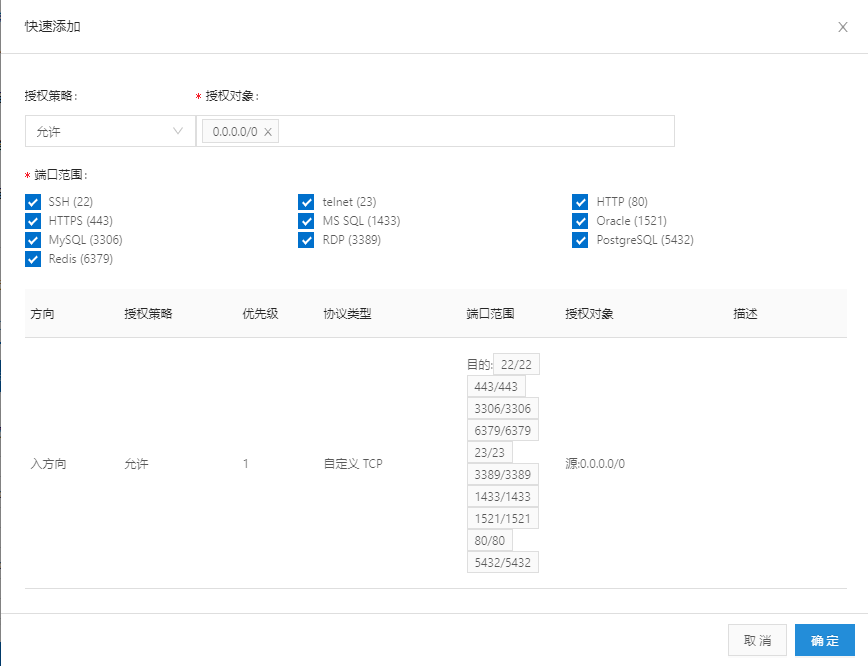 快速添加
授权策略： * 授权对象：
允许 0.0.0.0/0
* 端口范围：
SSH (22) telnet (23) HTTP (80)
HTTPS (443) MS SQL (1433) Oracle (1521)
MySQL (3306) RDP (3389) PostgreSQL (5432)
Redis (6379)
方向 授权策略 优先级 协议类型 端口范围 授权对象 描述
目的: 22/22
443/443
3306/3306
6379/6379
23/23
入方向 允许 1 自定义 TCP 源:0.0.0.0/0
3389/3389
1433/1433
1521/1521
80/80
5432/5432
取消 确定